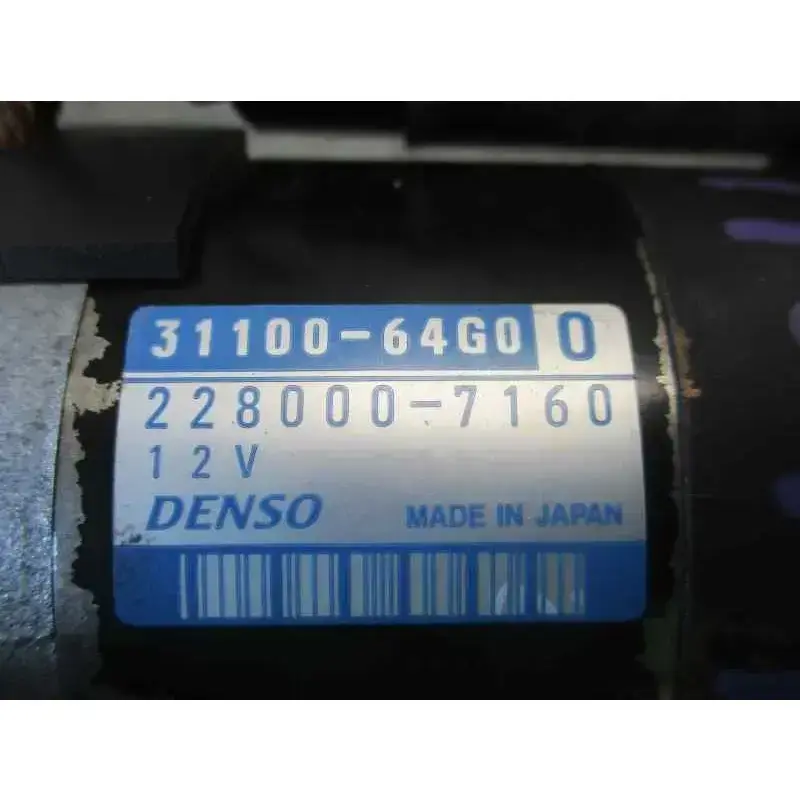 31100-64G0 0
228000-7160
12V
DENSO MADE IN JAPAN